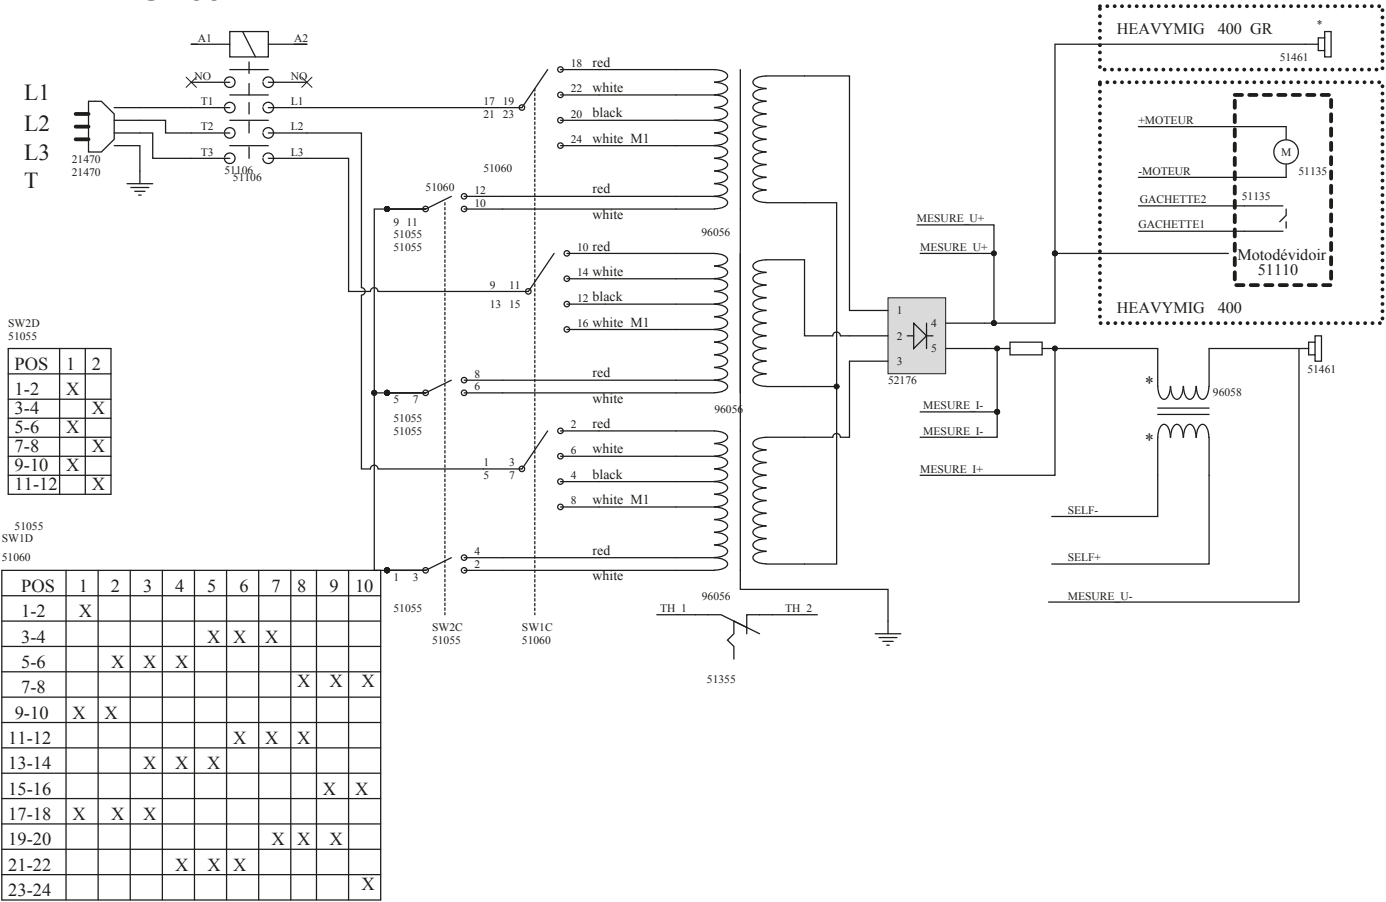 A1 A2
NO NO
L1
L2
L3
T
T1 L1
T2 L2
T3 L3
21470
21470
51106
51106
17 19
21 23
18 red
22 white
20 black
24 white M1
51060
51060
12 red
10 white
9 11
51055
51055
96056
9 11
13 15
10 red
14 white
12 black
16 white M1
8 red
6 white
5 7
51055
51055
96056
1 3
5 7
2 red
6 white
4 black
8 white M1
4 red
2 white
1 3
51055
96056
SW2C
51055
SW1C
51060
TH 1 TH 2
51355
MESURE U+
MESURE U+
1
2
3
4
5
52176
MESURE I-
MESURE I-
MESURE I+
HEAVYMIG 400 GR
*
51461
+MOTEUR
M
51135
-MOTEUR
GACHETTE2 51135
GACHETTE1
Motodévidoir
51110
HEAVYMIG 400
51461
*
96058
*
SELF-
SELF+
MESURE U-
SW2D
51055
POS 1 2
1-2 X
3-4 X
5-6 X
7-8 X
9-10 X
11-12 X
51055
SW1D
51060
POS 1 2 3 4 5 6 7 8 9 10
1-2 X
3-4 X X X
5-6 X X X
7-8 X X X
9-10 X X
11-12 X X X
13-14 X X X
15-16 X X
17-18 X X X
19-20 X X X
21-22 X X X
23-24 X